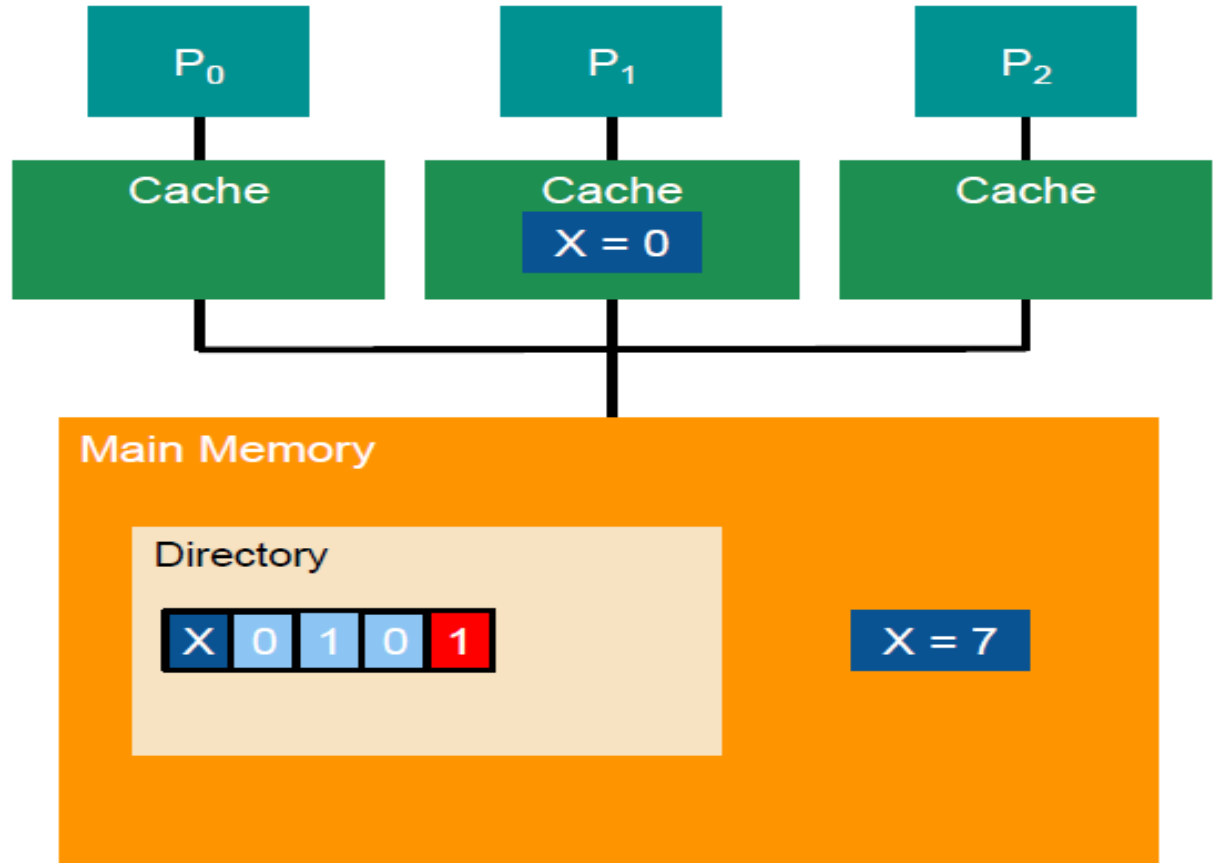 P₀ P₁ P₂
Cache Cache Cache
X = 0
Main Memory
Directory
X 0 1 0 1 X = 7